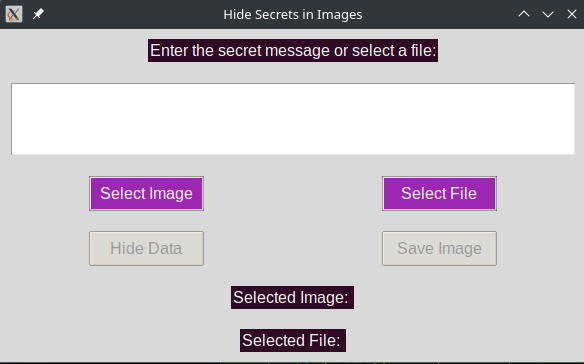 Hide Secrets in Images
Enter the secret message or select a file:
Select Image
Select File
Hide Data
Save Image
Selected Image:
Selected File: